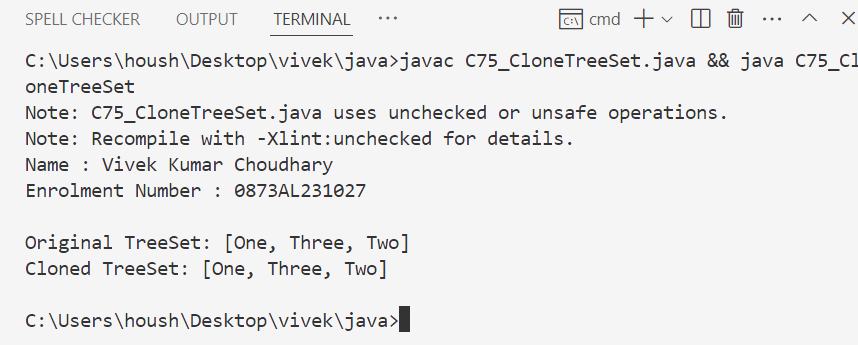 SPELL CHECKER OUTPUT TERMINAL ··· cmd ···
C:\Users\housh\Desktop\vivek\java>javac C75_CloneTreeSet.java && java C75_Cl
oneTreeSet
Note: C75_CloneTreeSet.java uses unchecked or unsafe operations.
Note: Recompile with -Xlint:unchecked for details.
Name : Vivek Kumar Choudhary
Enrolment Number : 0873AL231027
Original TreeSet: [One, Three, Two]
Cloned TreeSet: [One, Three, Two]
C:\Users\housh\Desktop\vivek\java>